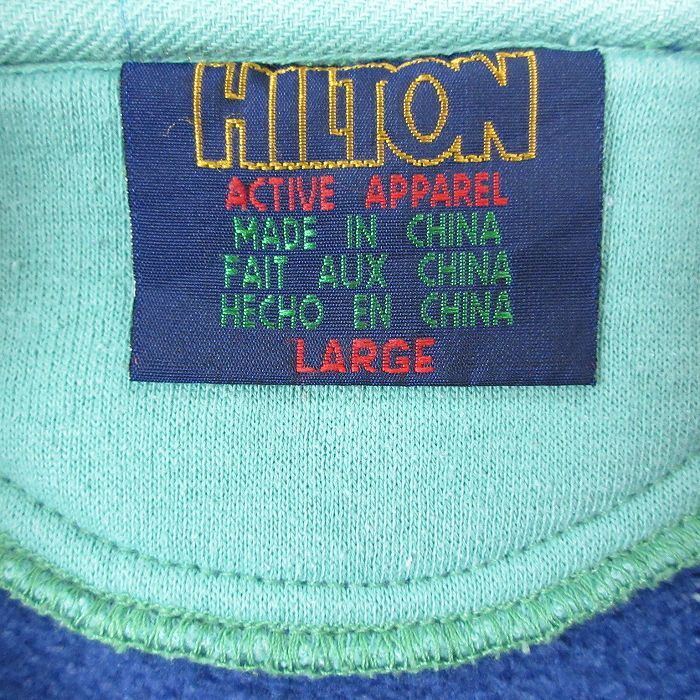 HILTON
ACTIVE APPAREL
MADE IN CHINA
FAIT AUX CHINA
HECHO EN CHINA
LARGE